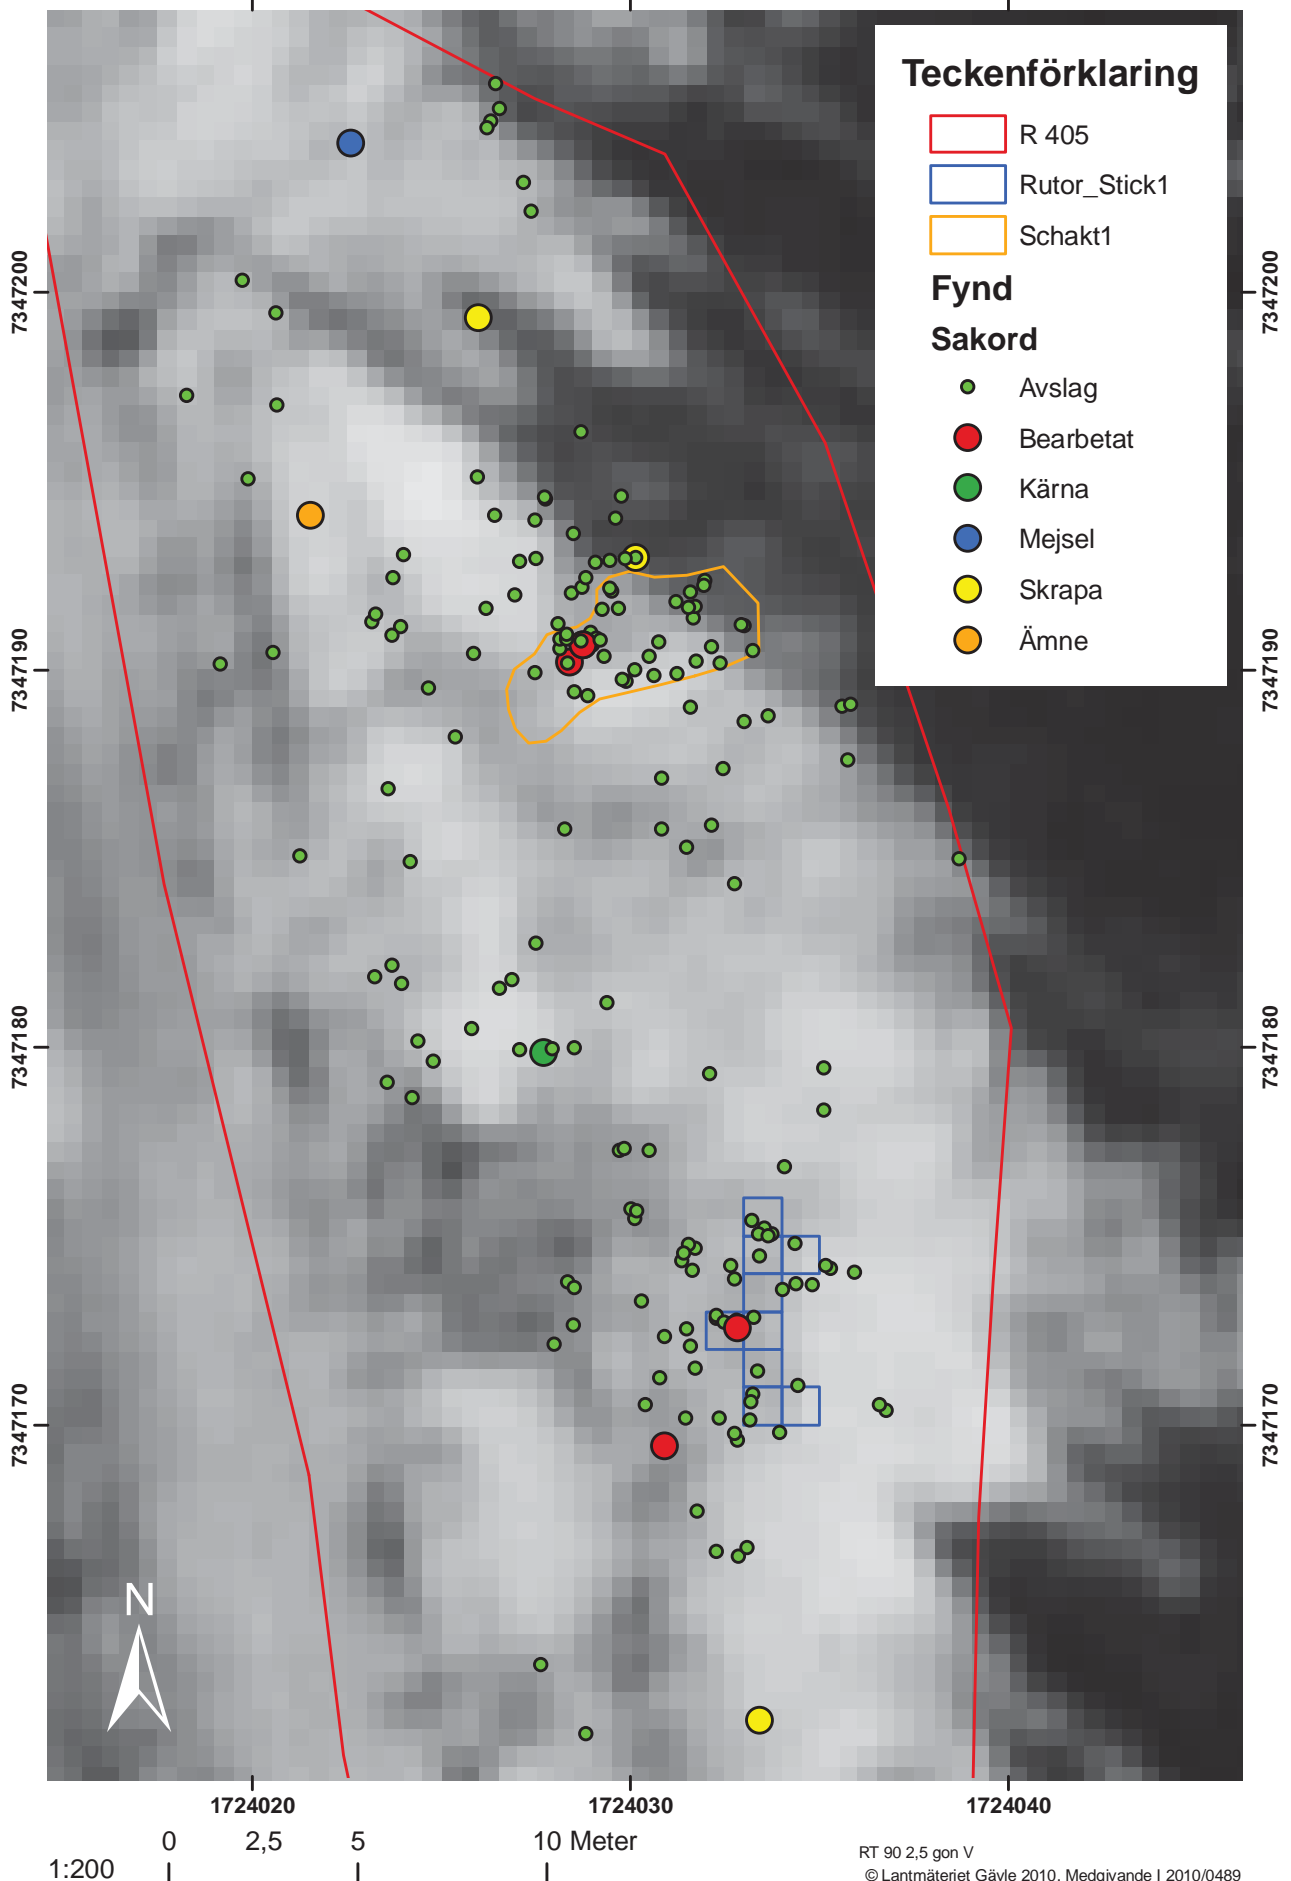 Teckenförklaring
R 405
Rutor_Stick1
Schakt1
Fynd
Sakord
Avslag
Bearbetat
Kärna
Mejsel
Skrapa
Ämne
7347200
7347200
7347190
7347190
7347180
7347180
7347170
7347170
N
1724020
1724030
1724040
0
2,5
5
10 Meter
1:200
RT 90 2,5 gon V
© Lantmäteriet Gävle 2010. Medgivande I 2010/0489